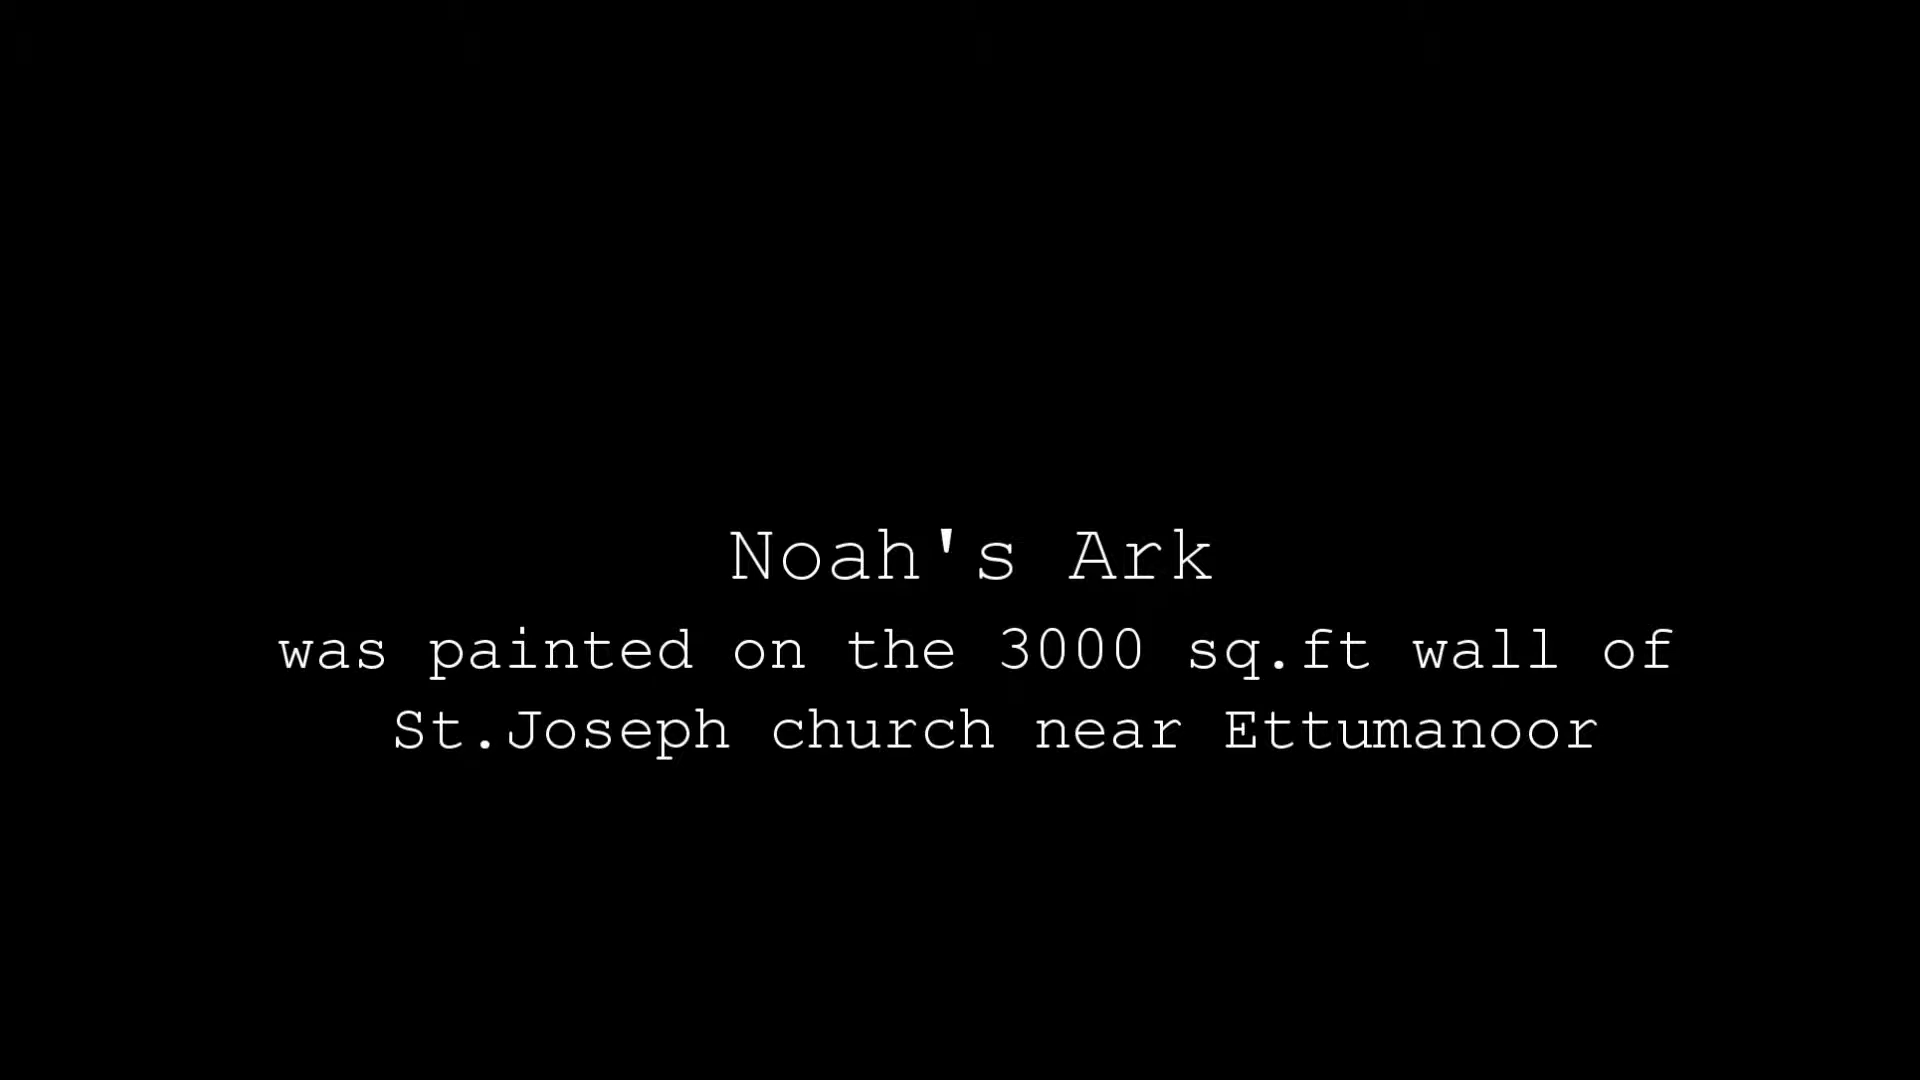 Noah's Ark
was painted on the 3000 sq.ft wall of
St.Joseph church near Ettumanoor